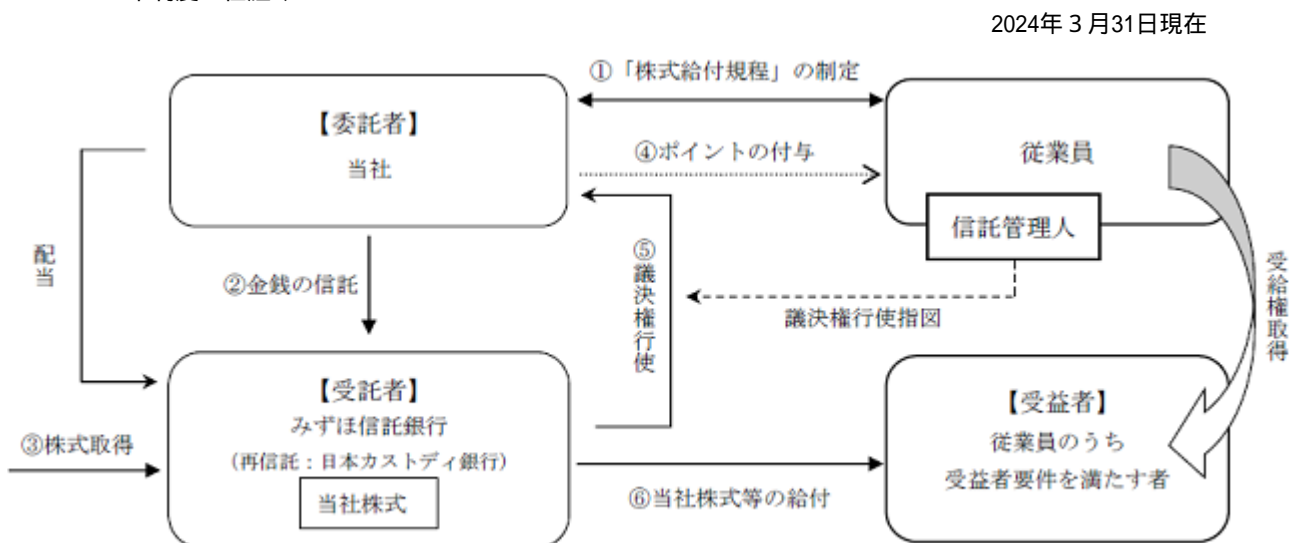 2024年３月31日現在
①「株式給付規程」の制定
【委託者】
当社
④ポイントの付与
従業員
信託管理人
配当
②金銭の信託
⑤議決権行使
議決権行使指図
受給権取得
【受託者】
みずほ信託銀行
（再信託：日本カストディ銀行）
当社株式
③株式取得
⑥当社株式等の給付
【受益者】
従業員のうち
受益者要件を満たす者